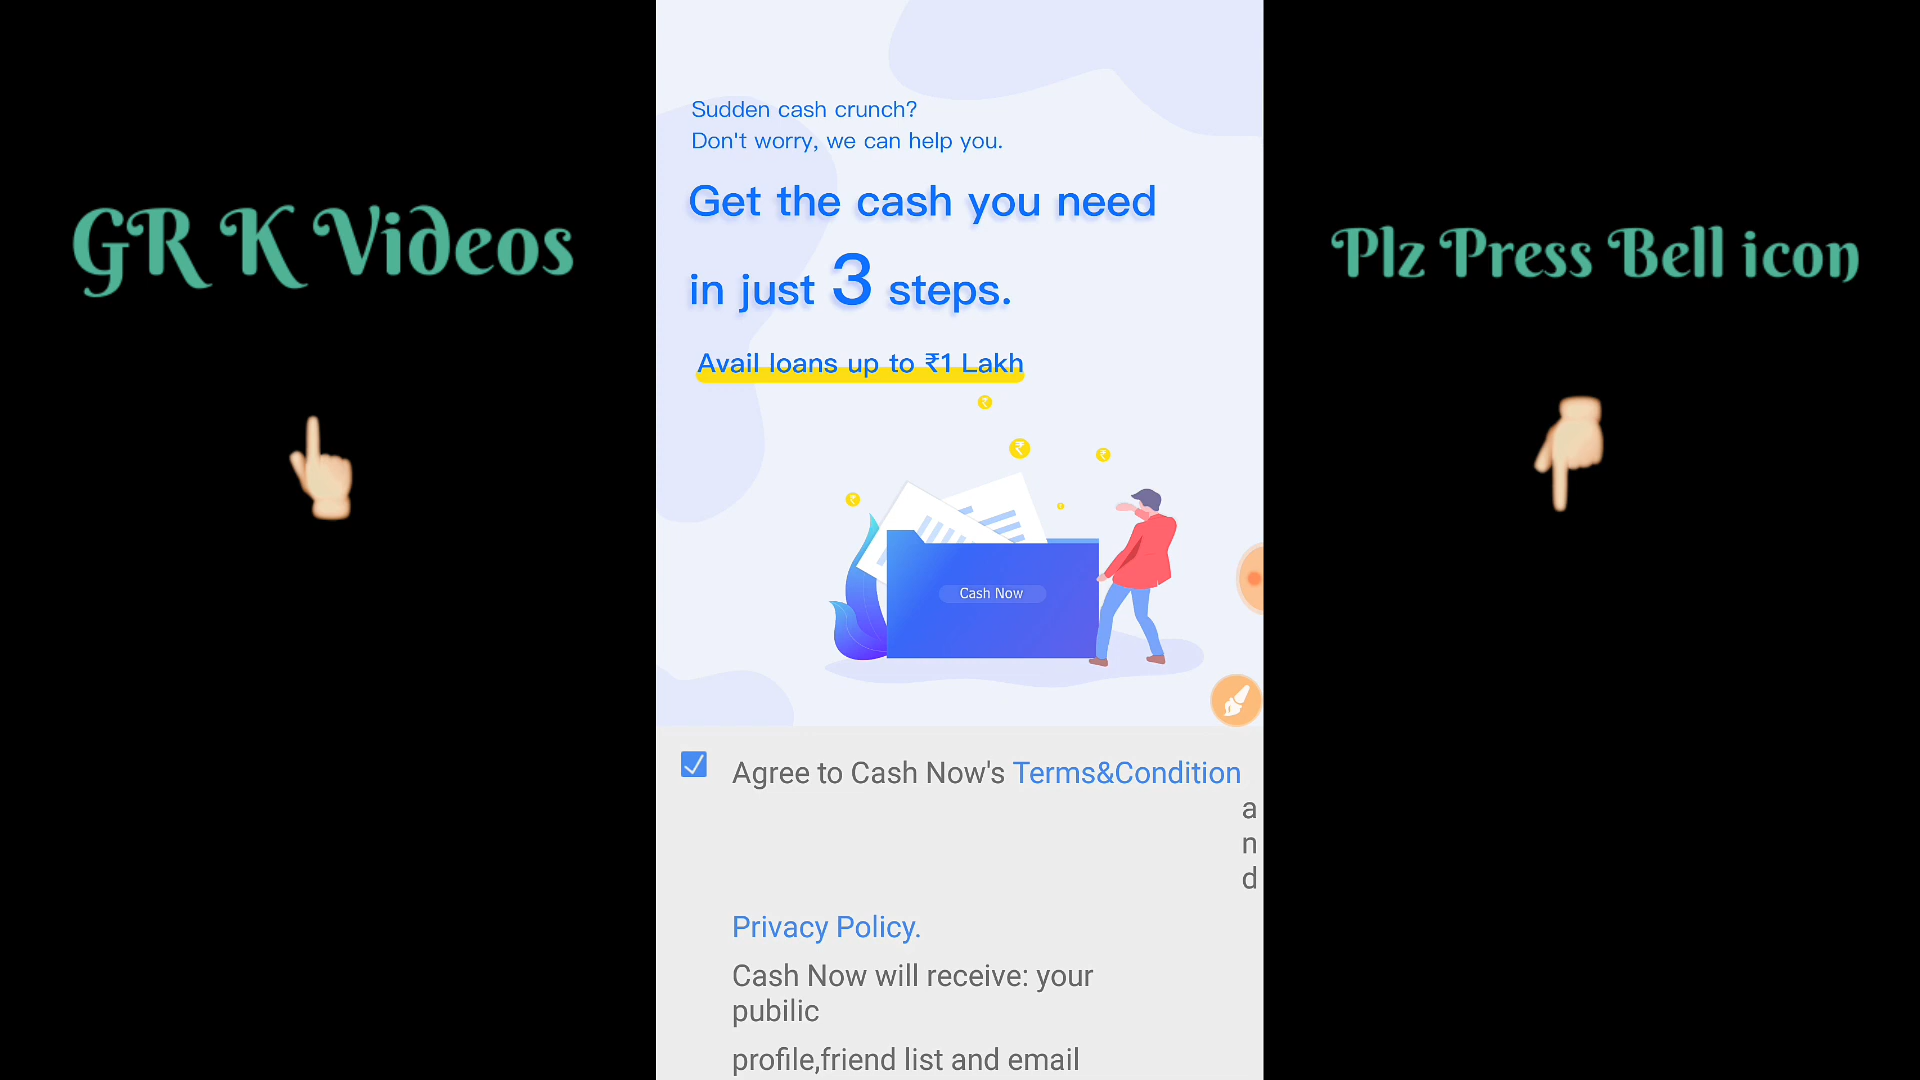 GR K Videos
Sudden cash crunch?
Don't worry, we can help you.
Get the cash you need
in just 3 steps.
Avail loans up to ₹1 Lakh
Cash Now
Plz Press Bell icon
Agree to Cash Now's Terms&Condition
a
n
d
Privacy Policy.
Cash Now will receive: your
pubilic
profile,friend list and email